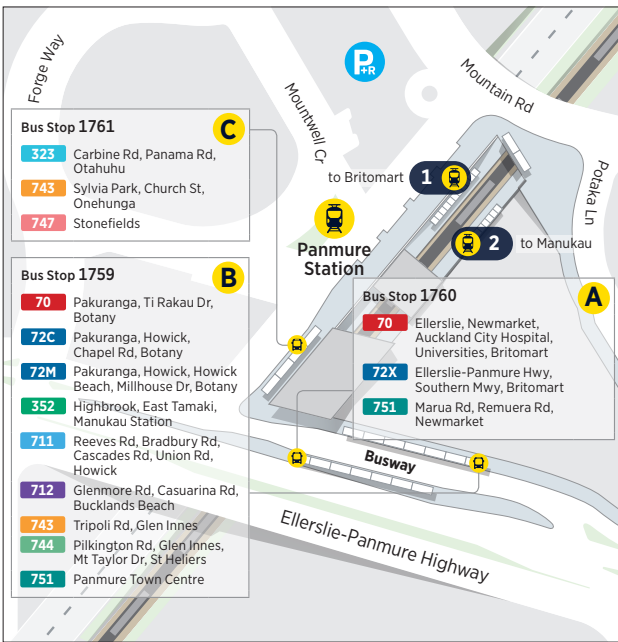 Forge Way
Mountwell Cr
P
+R
Mountain Rd
Potaka Ln
Bus Stop 1761
C
323 Carbine Rd, Panama Rd,
Otahuhu
743 Sylvia Park, Church St,
Onehunga
747 Stonefields
to Britomart 1
2 to Manukau
Panmure
Station
Bus Stop 1759
B
70 Pakuranga, Ti Rakau Dr,
Botany
72C Pakuranga, Howick,
Chapel Rd, Botany
72M Pakuranga, Howick, Howick
Beach, Millhouse Dr, Botany
352 Highbrook, East Tamaki,
Manukau Station
711 Reeves Rd, Bradbury Rd,
Cascades Rd, Union Rd,
Howick
712 Glenmore Rd, Casuarina Rd,
Bucklands Beach
743 Tripoli Rd, Glen Innes
744 Pilkington Rd, Glen Innes,
Mt Taylor Dr, St Heliers
751 Panmure Town Centre
Bus Stop 1760
A
70 Ellerslie, Newmarket,
Auckland City Hospital,
Universities, Britomart
72X Ellerslie-Panmure Hwy,
Southern Mwy, Britomart
751 Marua Rd, Remuera Rd,
Newmarket
Busway
Ellerslie-Panmure Highway